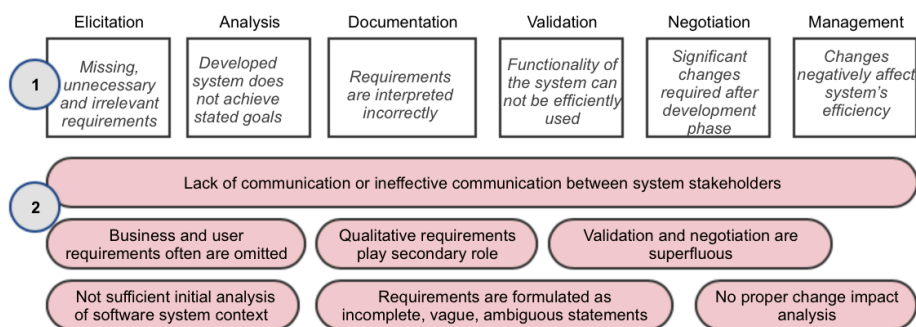 Elicitation
Analysis
Documentation
Validation
Negotiation
Management
1
Missing,
unnecessary
and irrelevant
requirements
Developed
system does
not achieve
stated goals
Requirements
are interpreted
incorrectly
Functionality of
the system can
not be efficiently
used
Significant
changes
required after
development
phase
Changes
negatively affect
system's
efficiency
2
Lack of communication or ineffective communication between system stakeholders
Business and user
requirements often are omitted
Qualitative requirements
play secondary role
Validation and negotiation are
superfluous
Not sufficient initial analysis
of software system context
Requirements are formulated as
incomplete, vague, ambiguous statements
No proper change impact
analysis